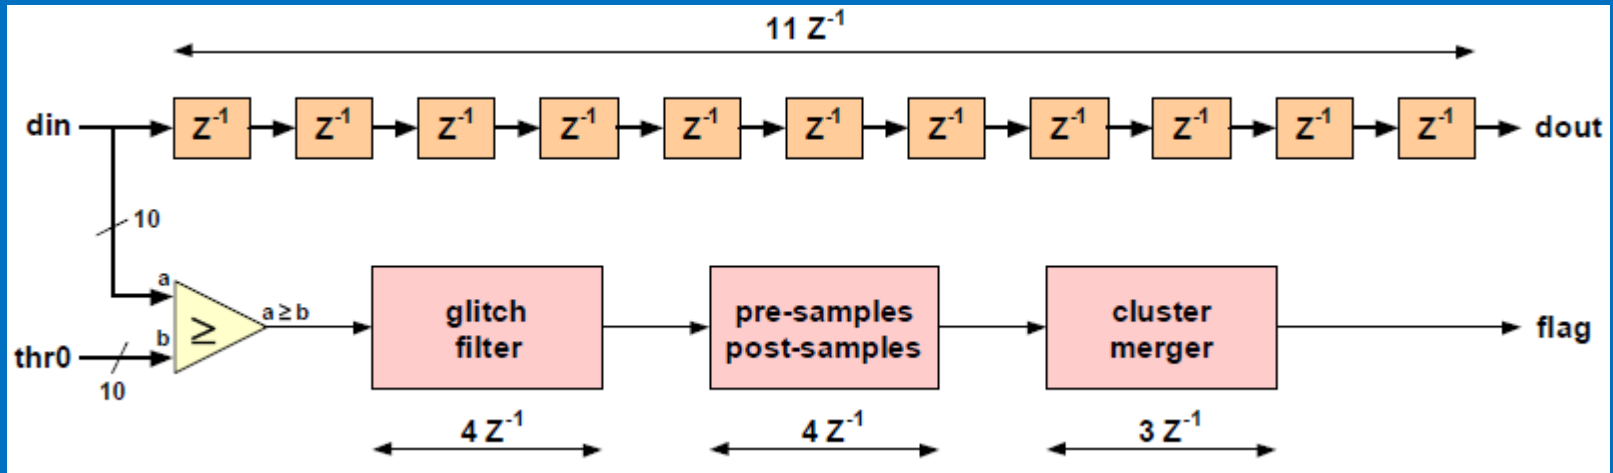 11 Z⁻¹
din
Z⁻¹ Z⁻¹ Z⁻¹ Z⁻¹ Z⁻¹ Z⁻¹ Z⁻¹ Z⁻¹ Z⁻¹ Z⁻¹ Z⁻¹
dout
10
a
b
≥
a ≥ b
thr0
10
glitch
filter
pre-samples
post-samples
cluster
merger
flag
4 Z⁻¹
4 Z⁻¹
3 Z⁻¹